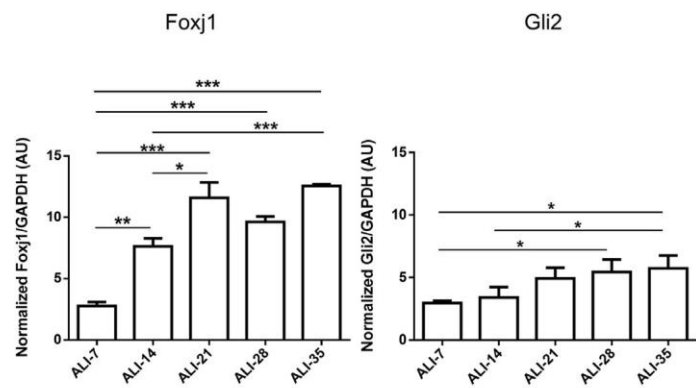 Foxj1
Gli2
***
***
***
***
*
**
Normalized Foxj1/GAPDH (AU)
15
10
5
0
ALI-7
ALI-14
ALI-21
ALI-28
ALI-35
*
*
*
Normalized Gli2/GAPDH (AU)
15
10
5
0
ALI-7
ALI-14
ALI-21
ALI-28
ALI-35